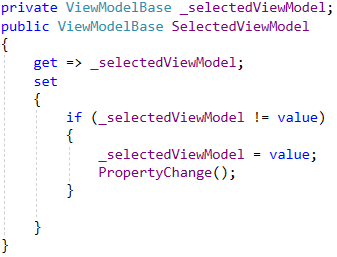 private ViewModelBase _selectedViewModel;
public ViewModelBase SelectedViewModel
{
    get => _selectedViewModel;
    set
    {
        if (_selectedViewModel != value)
        {
            _selectedViewModel = value;
            PropertyChange();
        }

    }
}